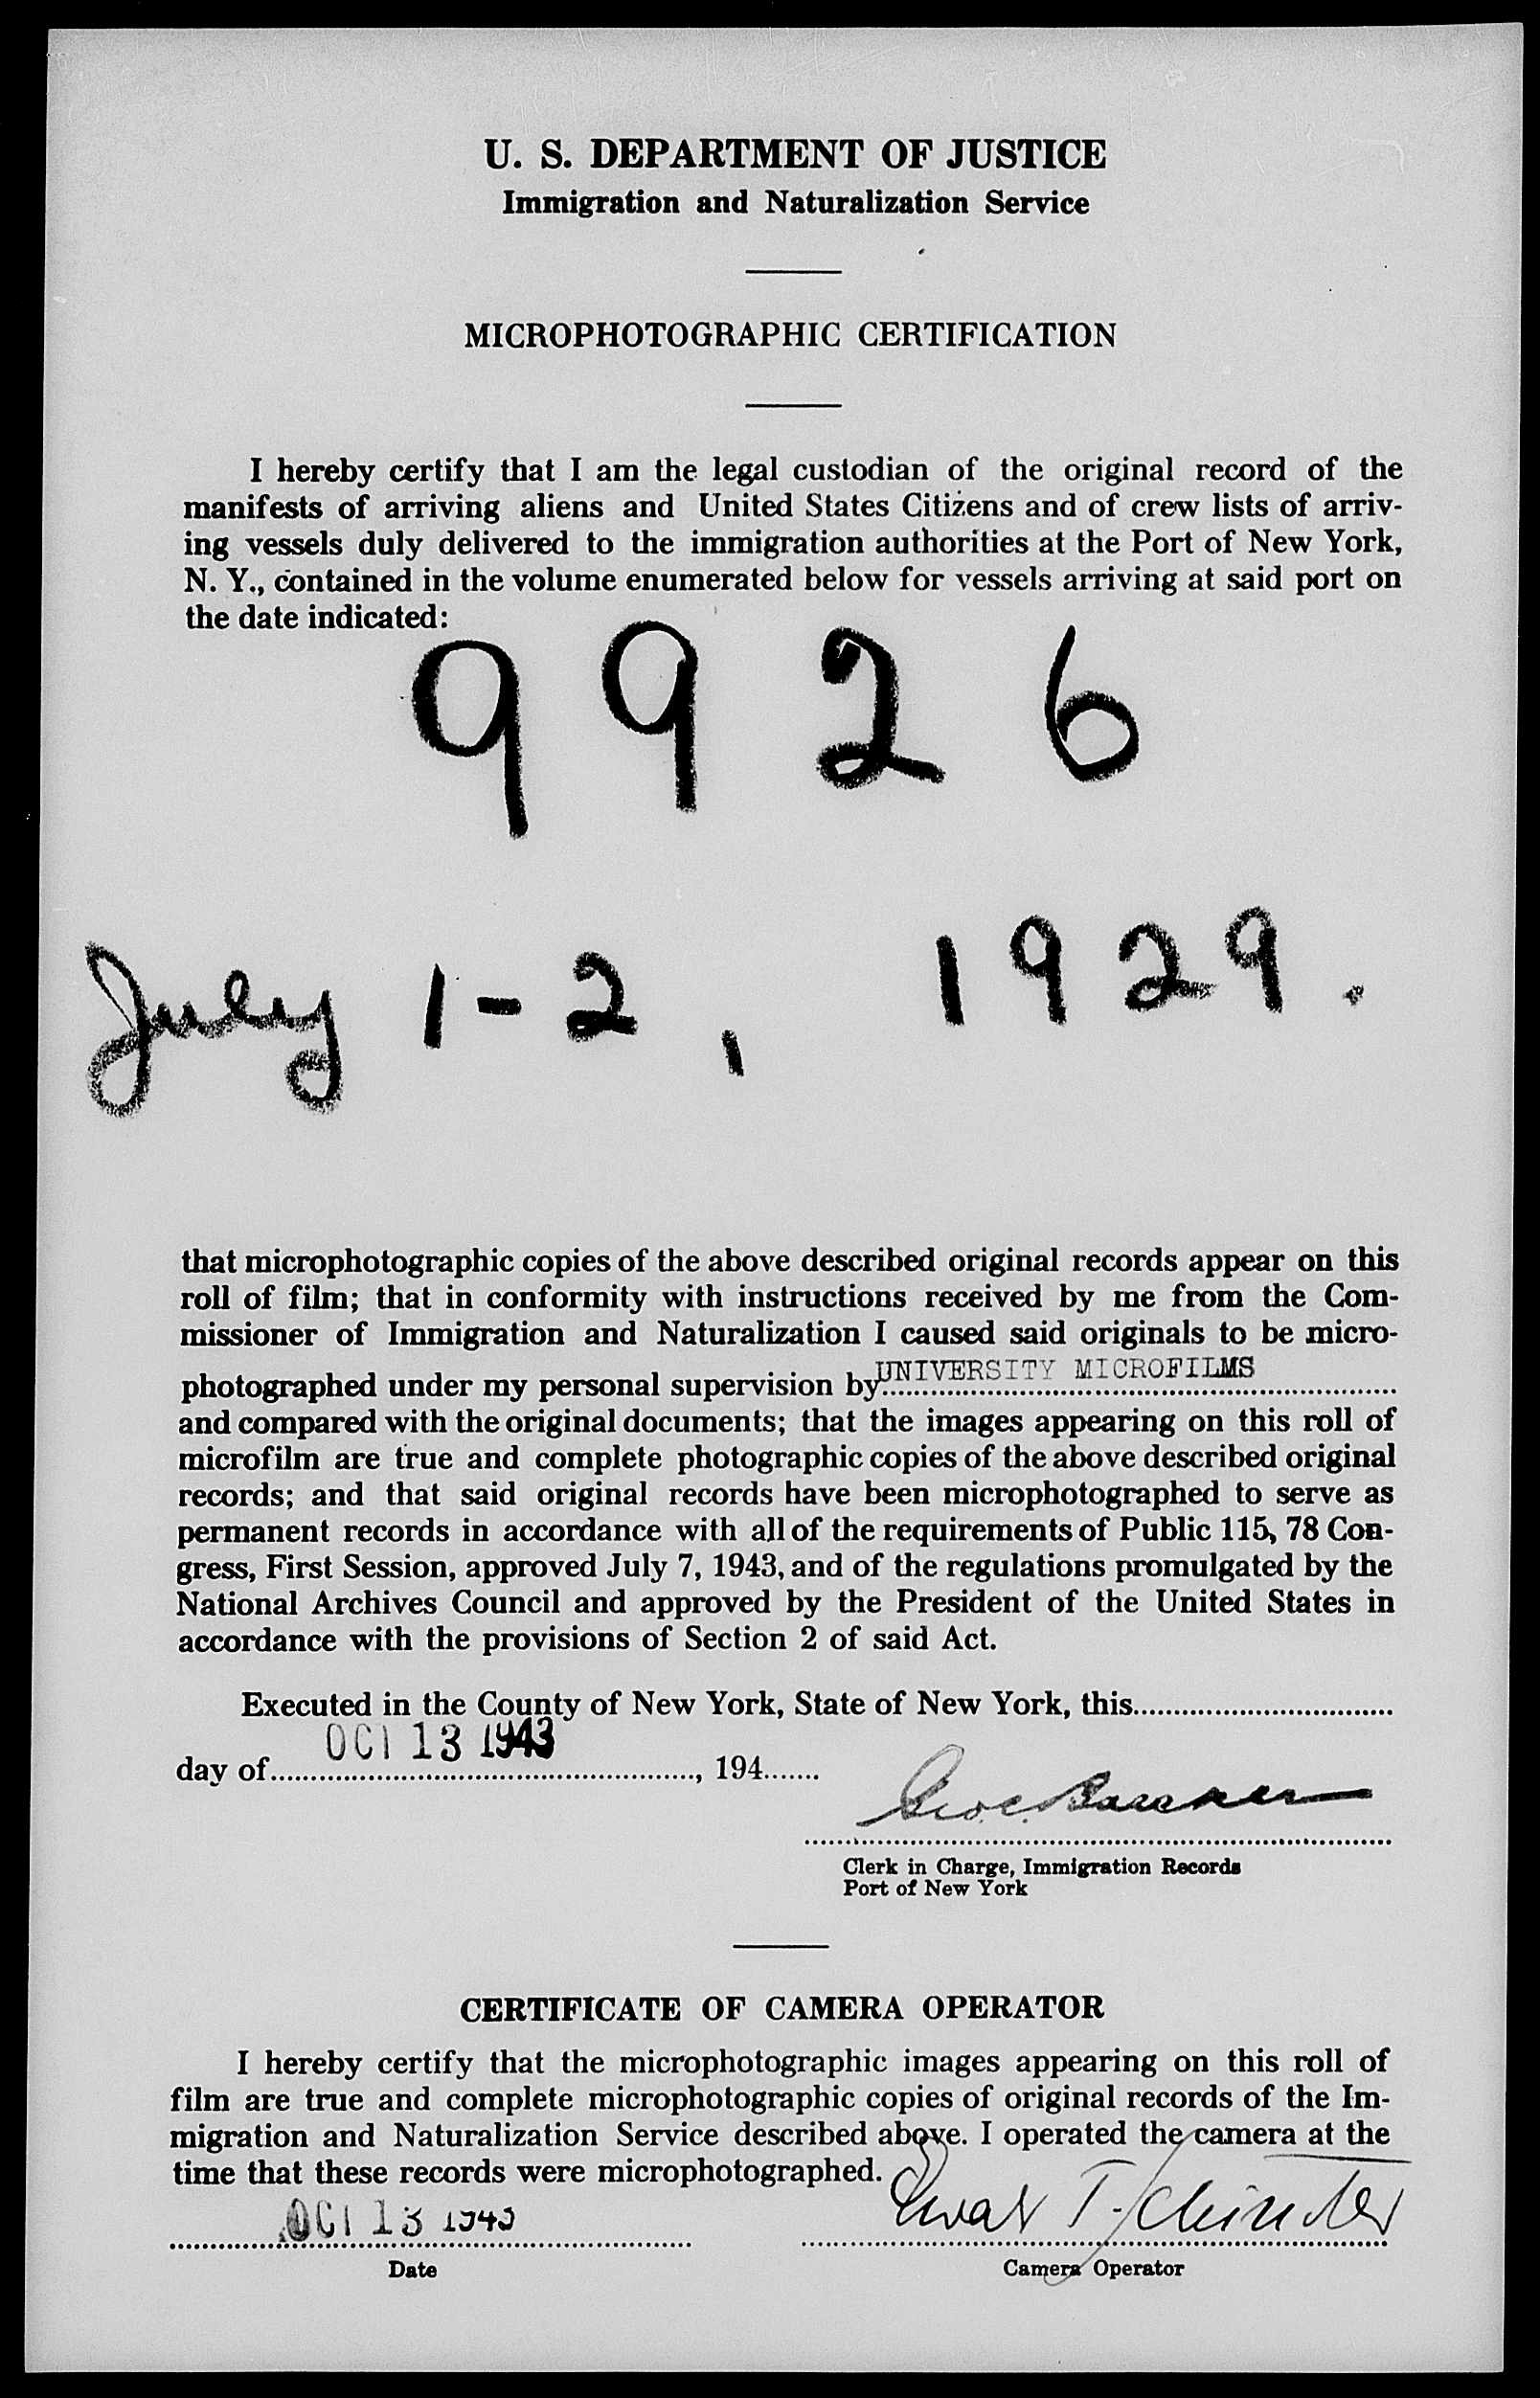 U. S. DEPARTMENT OF JUSTICE
Immigration and Naturalization Service
MICROPHOTOGRAPHIC CERTIFICATION
I hereby certify that I am the legal custodian of the original record of the
manifests of arriving aliens and United States Citizens and of crew lists of arriv-
ing vessels duly delivered to the immigration authorities at the Port of New York,
N. Y., contained in the volume enumerated below for vessels arriving at said port on
the date indicated:
9926
July 1-2, 1929.
that microphotographic copies of the above described original records appear on this
roll of film; that in conformity with instructions received by me from the Com-
missioner of Immigration and Naturalization I caused said originals to be micro-
photographed under my personal supervision by UNIVERSITY MICROFILMS
and compared with the original documents; that the images appearing on this roll of
microfilm are true and complete photographic copies of the above described original
records; and that said original records have been microphotographed to serve as
permanent records in accordance with all of the requirements of Public 115, 78 Con-
gress, First Session, approved July 7, 1943, and of the regulations promulgated by the
National Archives Council and approved by the President of the United States in
accordance with the provisions of Section 2 of said Act.
Executed in the County of New York, State of New York, this
day of OCT 13 1943, 194
Clerk in Charge, Immigration Records
Port of New York
CERTIFICATE OF CAMERA OPERATOR
I hereby certify that the microphotographic images appearing on this roll of
film are true and complete microphotographic copies of original records of the Im-
migration and Naturalization Service described above. I operated the camera at the
time that these records were microphotographed.
OCT 13 1943
Date
Camera Operator